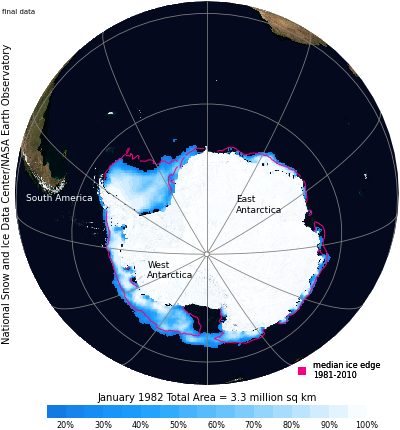 final data
National Snow and Ice Data Center/NASA Earth Observatory
South America
East
Antarctica
West
Antarctica
median ice edge
1981-2010
January 1982 Total Area = 3.3 million sq km
20% 30% 40% 50% 60% 70% 80% 90% 100%